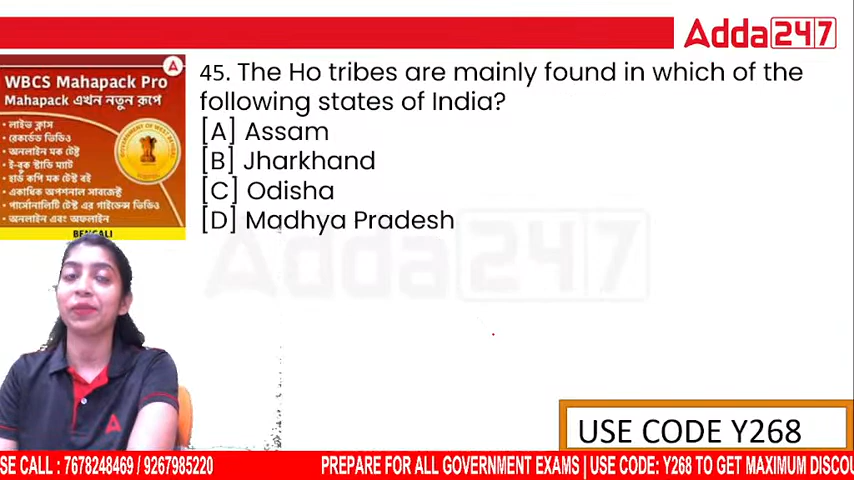 Adda247
WBCS Mahapack Pro
Mahapack এখন নতুন রূপে
• লাইভ ক্লাস
• রেকর্ডেড ভিডিও
• অনলাইন মক টেস্ট
• ই-বুক স্টাডি ম্যাট
• হার্ড কপি মক টেস্ট বই
• একাধিক অপশনাল সাবজেক্ট
• পার্সোনালিটি টেস্ট এর গাইডেন্স ভিডিও
• অনলাইন এবং অফলাইন
BENGALI
45. The Ho tribes are mainly found in which of the
following states of India?
[A] Assam
[B] Jharkhand
[C] Odisha
[D] Madhya Pradesh
Adda247
USE CODE Y268
SE CALL : 7678248469 / 9267985220 PREPARE FOR ALL GOVERNMENT EXAMS | USE CODE: Y268 TO GET MAXIMUM DISCOU